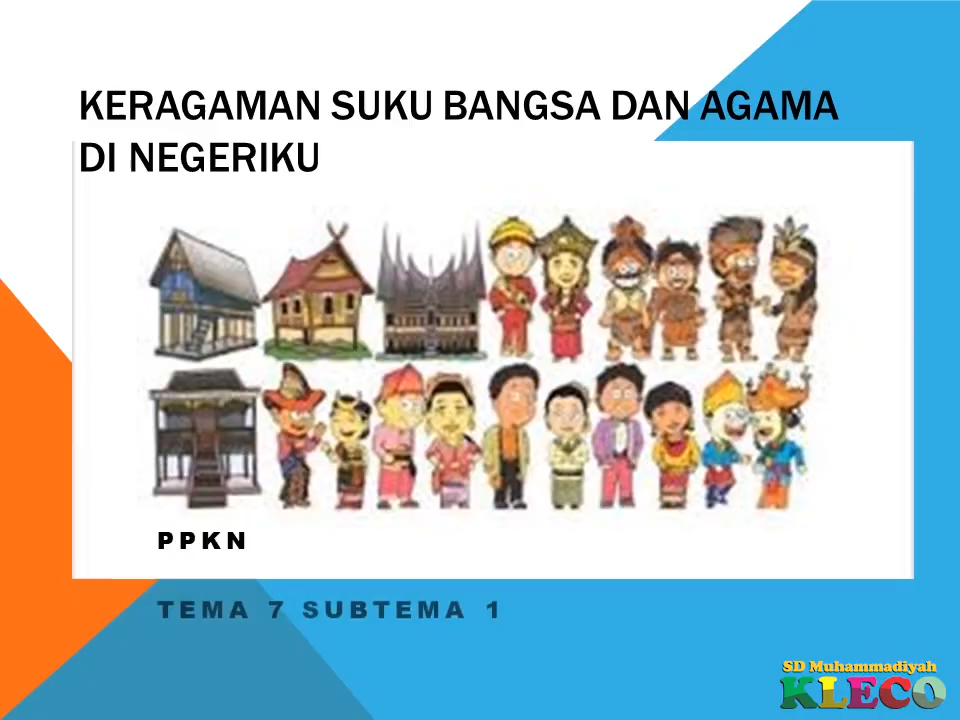 KERAGAMAN SUKU BANGSA DAN AGAMA
DI NEGERIKU
PPKN
TEMA 7 SUBTEMA 1
SD Muhammadiyah
KLECO